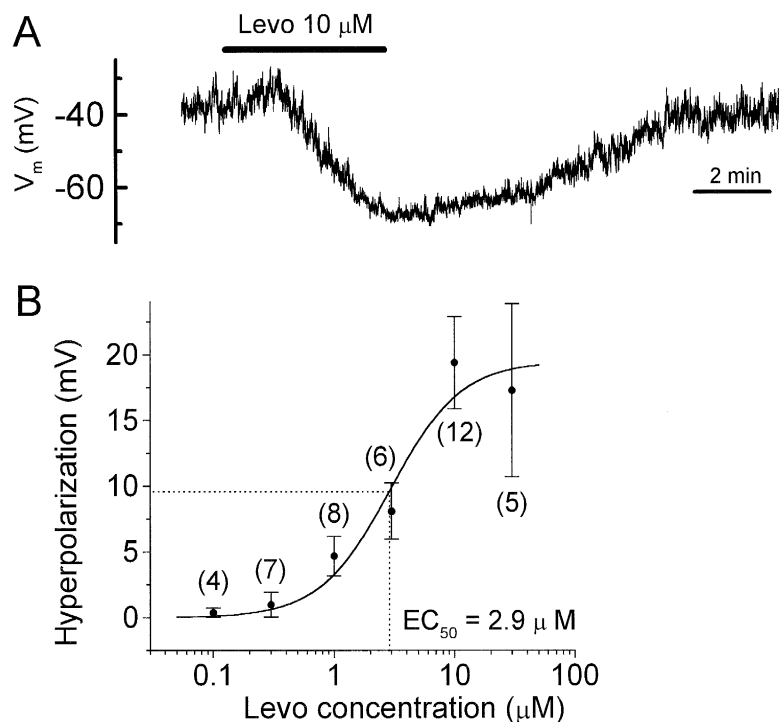 A
Levo 10 μM
-40
-60
Vm (mV)
2 min
B
20
15
10
5
0
Hyperpolarization (mV)
(4)
(7)
(8)
(6)
(12)
(5)
EC50 = 2.9 μ M
0.1
1
10
100
Levo concentration (μM)